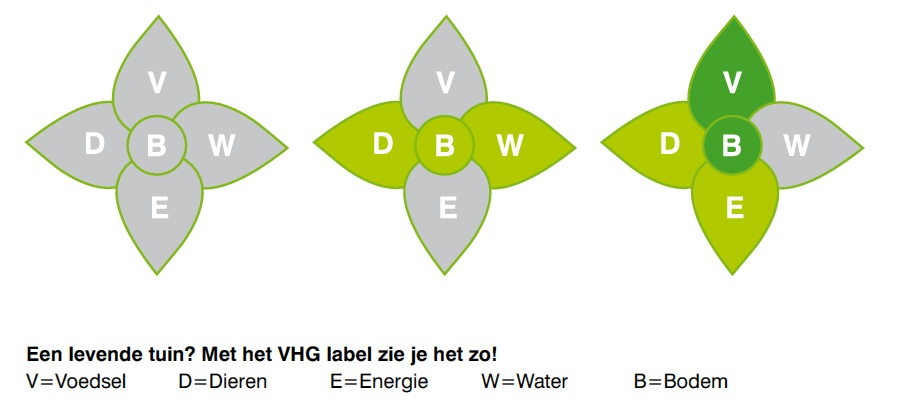 V
D B W
E
V
D B W
E
V
D B W
E
Een levende tuin? Met het VHG label zie je het zo!
V=Voedsel D=Dieren E=Energie W=Water B=Bodem